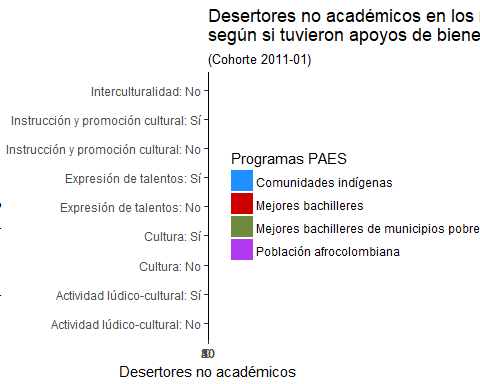 Desertores no académicos en los
según si tuvieron apoyos de biene
(Cohorte 2011-01)
Interculturalidad: No
Instrucción y promoción cultural: Sí
Instrucción y promoción cultural: No
Expresión de talentos: Sí
Expresión de talentos: No
Cultura: Sí
Cultura: No
Actividad lúdico-cultural: Sí
Actividad lúdico-cultural: No
Programas PAES
Comunidades indígenas
Mejores bachilleres
Mejores bachilleres de municipios pobre
Población afrocolombiana
Desertores no académicos